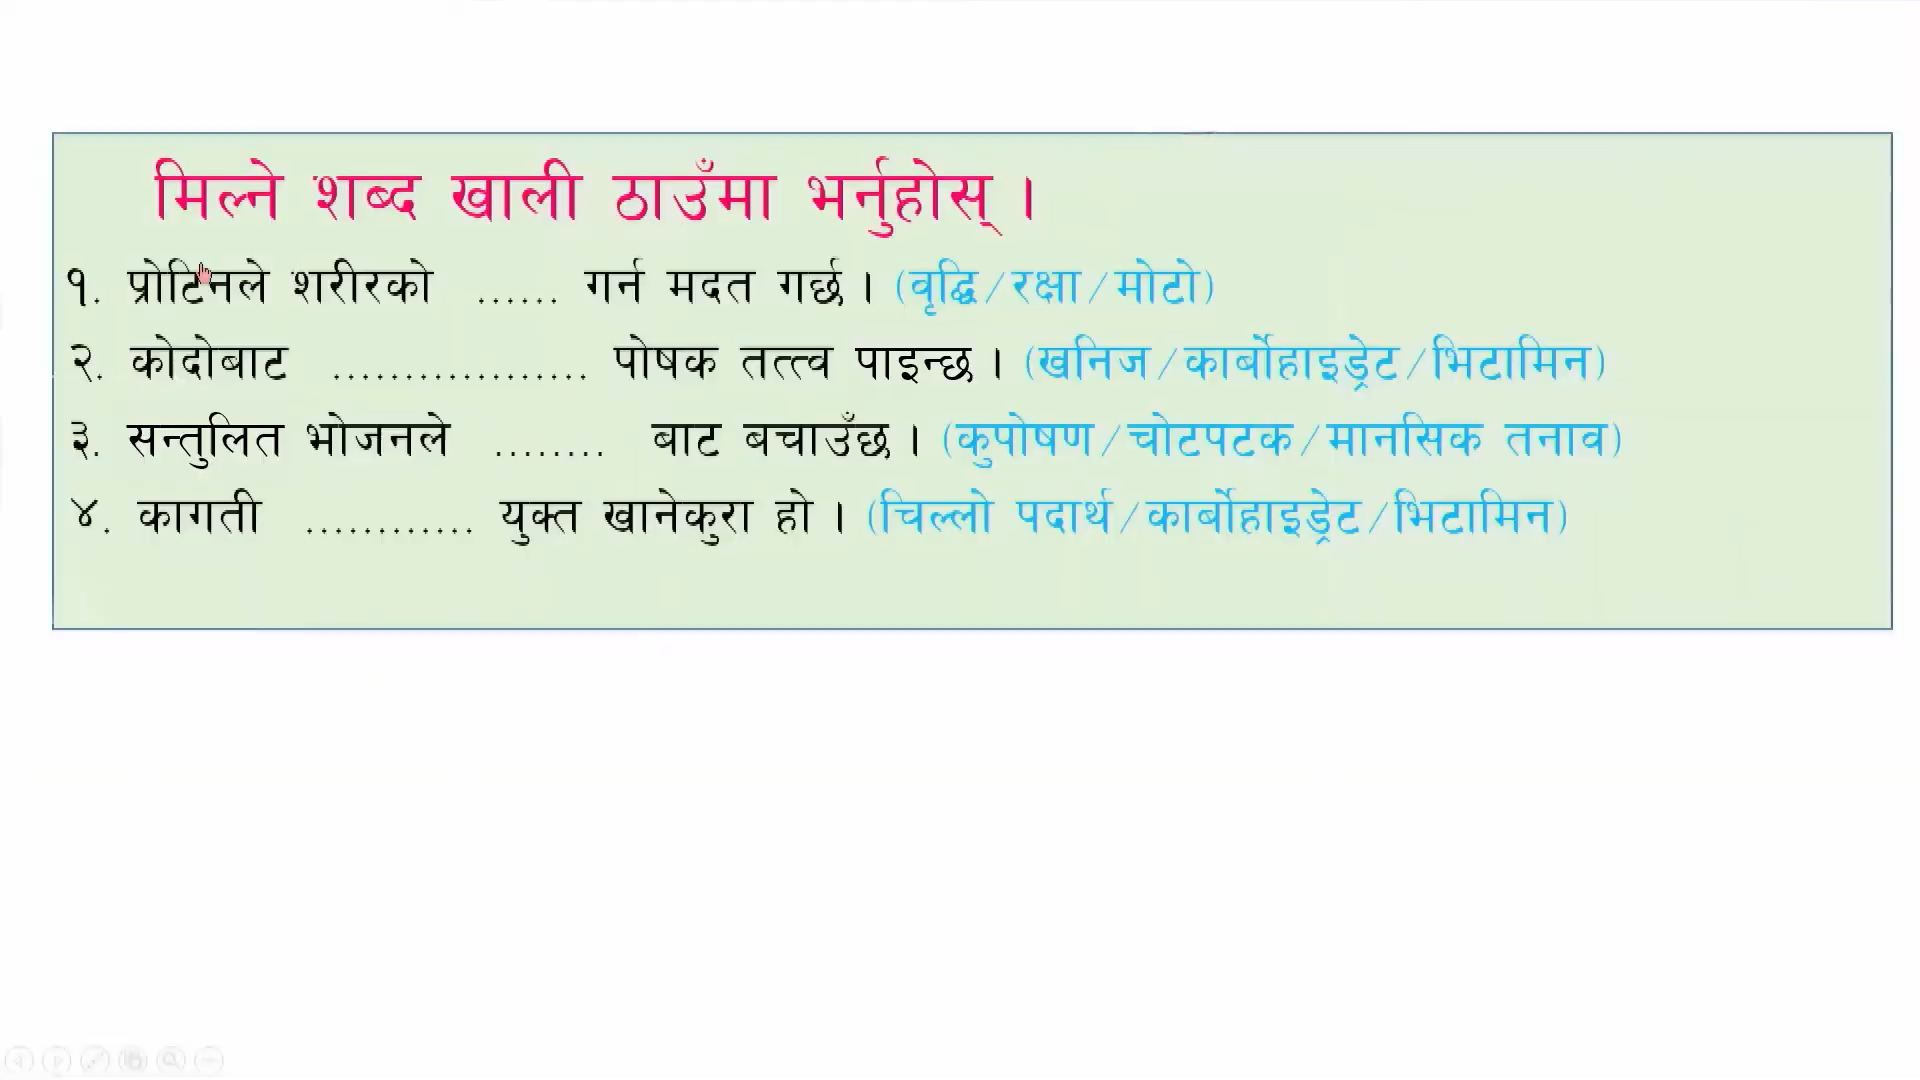 मिल्ने शब्द खाली ठाउँमा भर्नुहोस् ।
१. प्रोटिनले शरीरको ...... गर्न मदत गर्छ । (वृद्धि/रक्षा/मोटो)
२. कोदोबाट .................. पोषक तत्त्व पाइन्छ । (खनिज/कार्बोहाइड्रेट/भिटामिन)
३. सन्तुलित भोजनले ........ बाट बचाउँछ । (कुपोषण/चोटपटक/मानसिक तनाव)
४. कागती ............ युक्त खानेकुरा हो । (चिल्लो पदार्थ/कार्बोहाइड्रेट/भिटामिन)